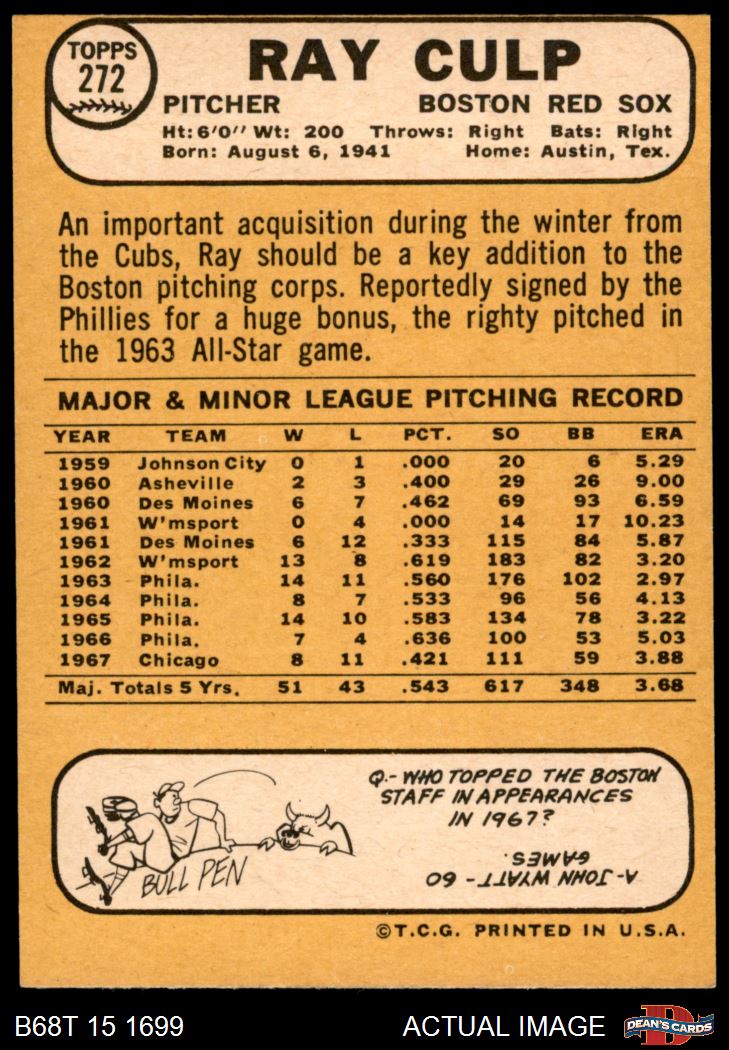 TOPPS
272
RAY CULP
PITCHER BOSTON RED SOX
Ht: 6'0" Wt: 200 Throws: Right Bats: Right
Born: August 6, 1941 Home: Austin, Tex.
An important acquisition during the winter from
the Cubs, Ray should be a key addition to the
Boston pitching corps. Reportedly signed by the
Phillies for a huge bonus, the righty pitched in
the 1963 All-Star game.
MAJOR & MINOR LEAGUE PITCHING RECORD
YEAR TEAM W L PCT. SO BB ERA
1959 Johnson City 0 1 .000 20 6 5.29
1960 Asheville 2 3 .400 29 26 9.00
1960 Des Moines 6 7 .462 69 93 6.59
1961 W'msport 0 4 .000 14 17 10.23
1961 Des Moines 6 12 .333 115 84 5.87
1962 W'msport 13 8 .619 183 82 3.20
1963 Phila. 14 11 .560 176 102 2.97
1964 Phila. 8 7 .533 96 56 4.13
1965 Phila. 14 10 .583 134 78 3.22
1966 Phila. 7 4 .636 100 53 5.03
1967 Chicago 8 11 .421 111 59 3.88
Maj. Totals 5 Yrs. 51 43 .543 617 348 3.68
Q.- WHO TOPPED THE BOSTON
STAFF IN APPEARANCES
IN 1967?
A- JOHN WYATT - 60
GAMES.
BULL PEN
©T.C.G. PRINTED IN U.S.A.
B68T 15 1699 ACTUAL IMAGE
D
DEAN'S CARDS